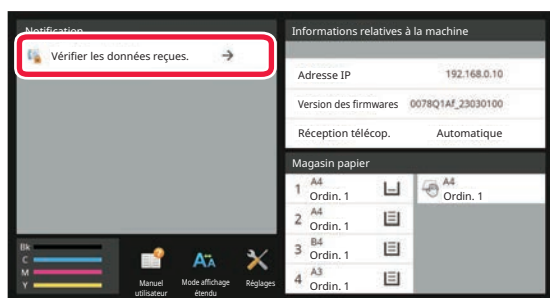 Notification
Vérifier les données reçues.
Informations relatives à la machine
Adresse IP 192.168.0.10
Version des firmwares 0078Q1Af_23030100
Réception télécop. Automatique
Magasin papier
1 A4
Ordin. 1
A4
Ordin. 1
2 A4
Ordin. 1
3 B4
Ordin. 1
4 A3
Ordin. 1
Bk
C
M
Y
Manuel
utilisateur
Mode affichage
étendu
Réglages